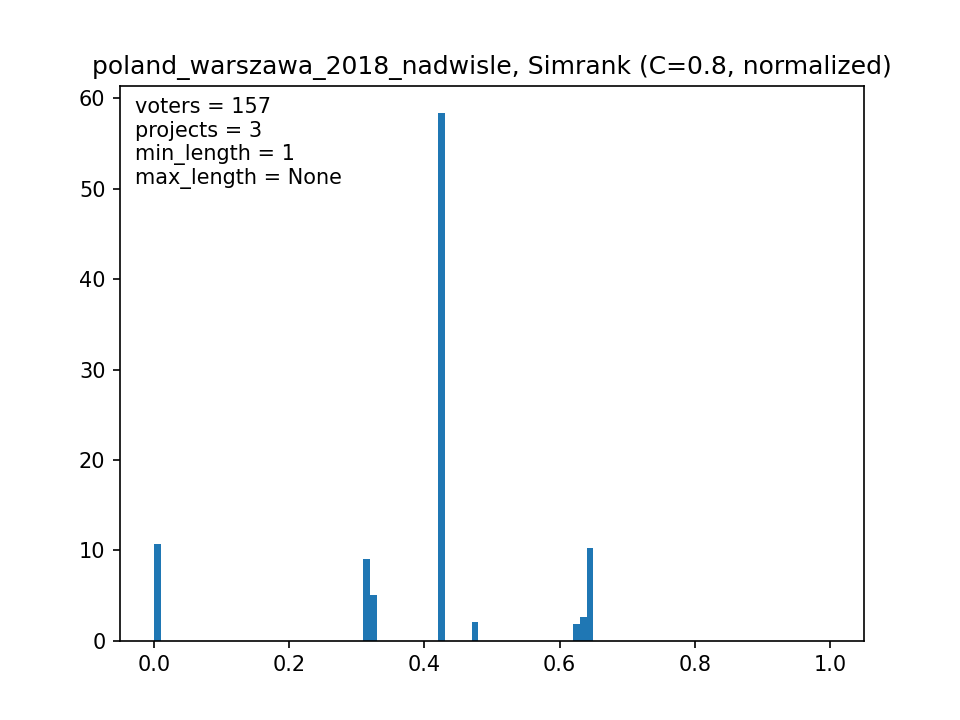 poland_warszawa_2018_nadwisle, Simrank (C=0.8, normalized)
voters = 157
projects = 3
min_length = 1
max_length = None
60
50
40
30
20
10
0
0.0 0.2 0.4 0.6 0.8 1.0